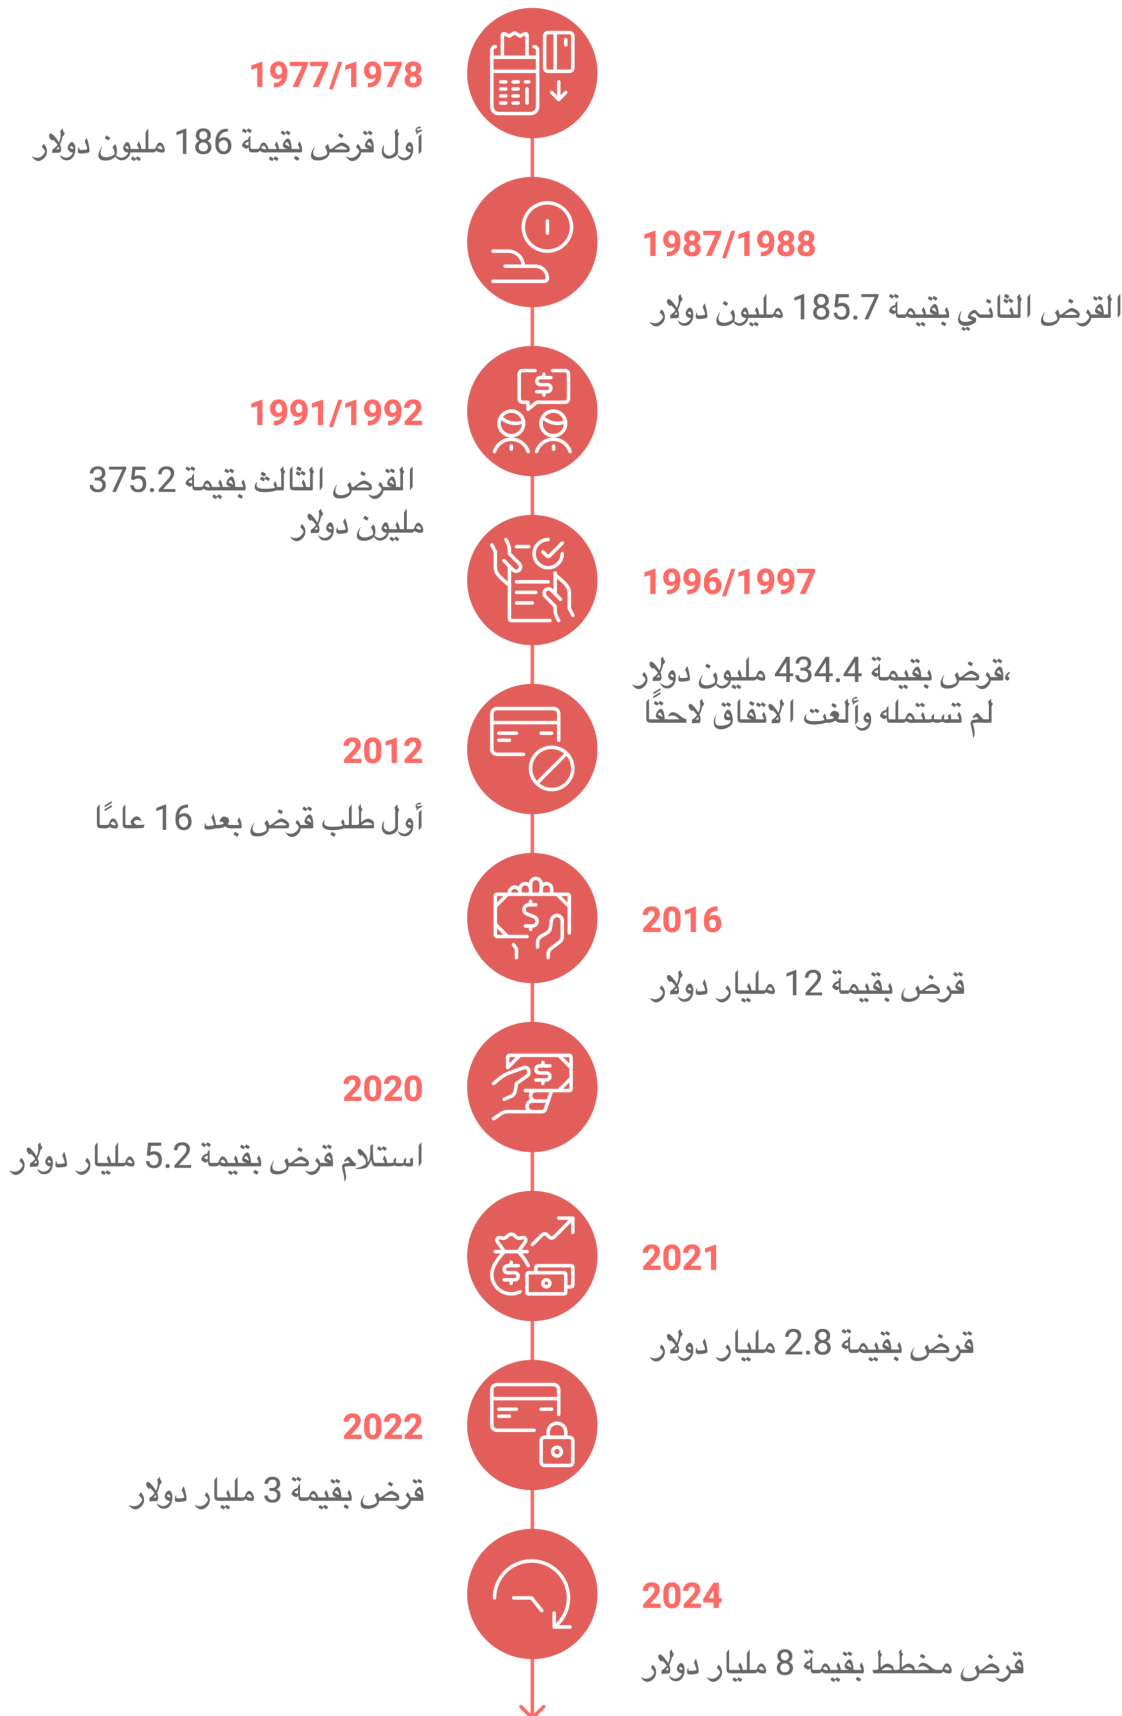 1977/1978
أول قرض بقيمة 186 مليون دولار
1987/1988
القرض الثاني بقيمة 185.7 مليون دولار
1991/1992
القرض الثالث بقيمة 375.2
مليون دولار
1996/1997
قرض بقيمة 434.4 مليون دولار،
لم تستمله وألغت الاتفاق لاحقًا
2012
أول طلب قرض بعد 16 عامًا
2016
قرض بقيمة 12 مليار دولار
2020
استلام قرض بقيمة 5.2 مليار دولار
2021
قرض بقيمة 2.8 مليار دولار
2022
قرض بقيمة 3 مليار دولار
2024
قرض مخطط بقيمة 8 مليار دولار